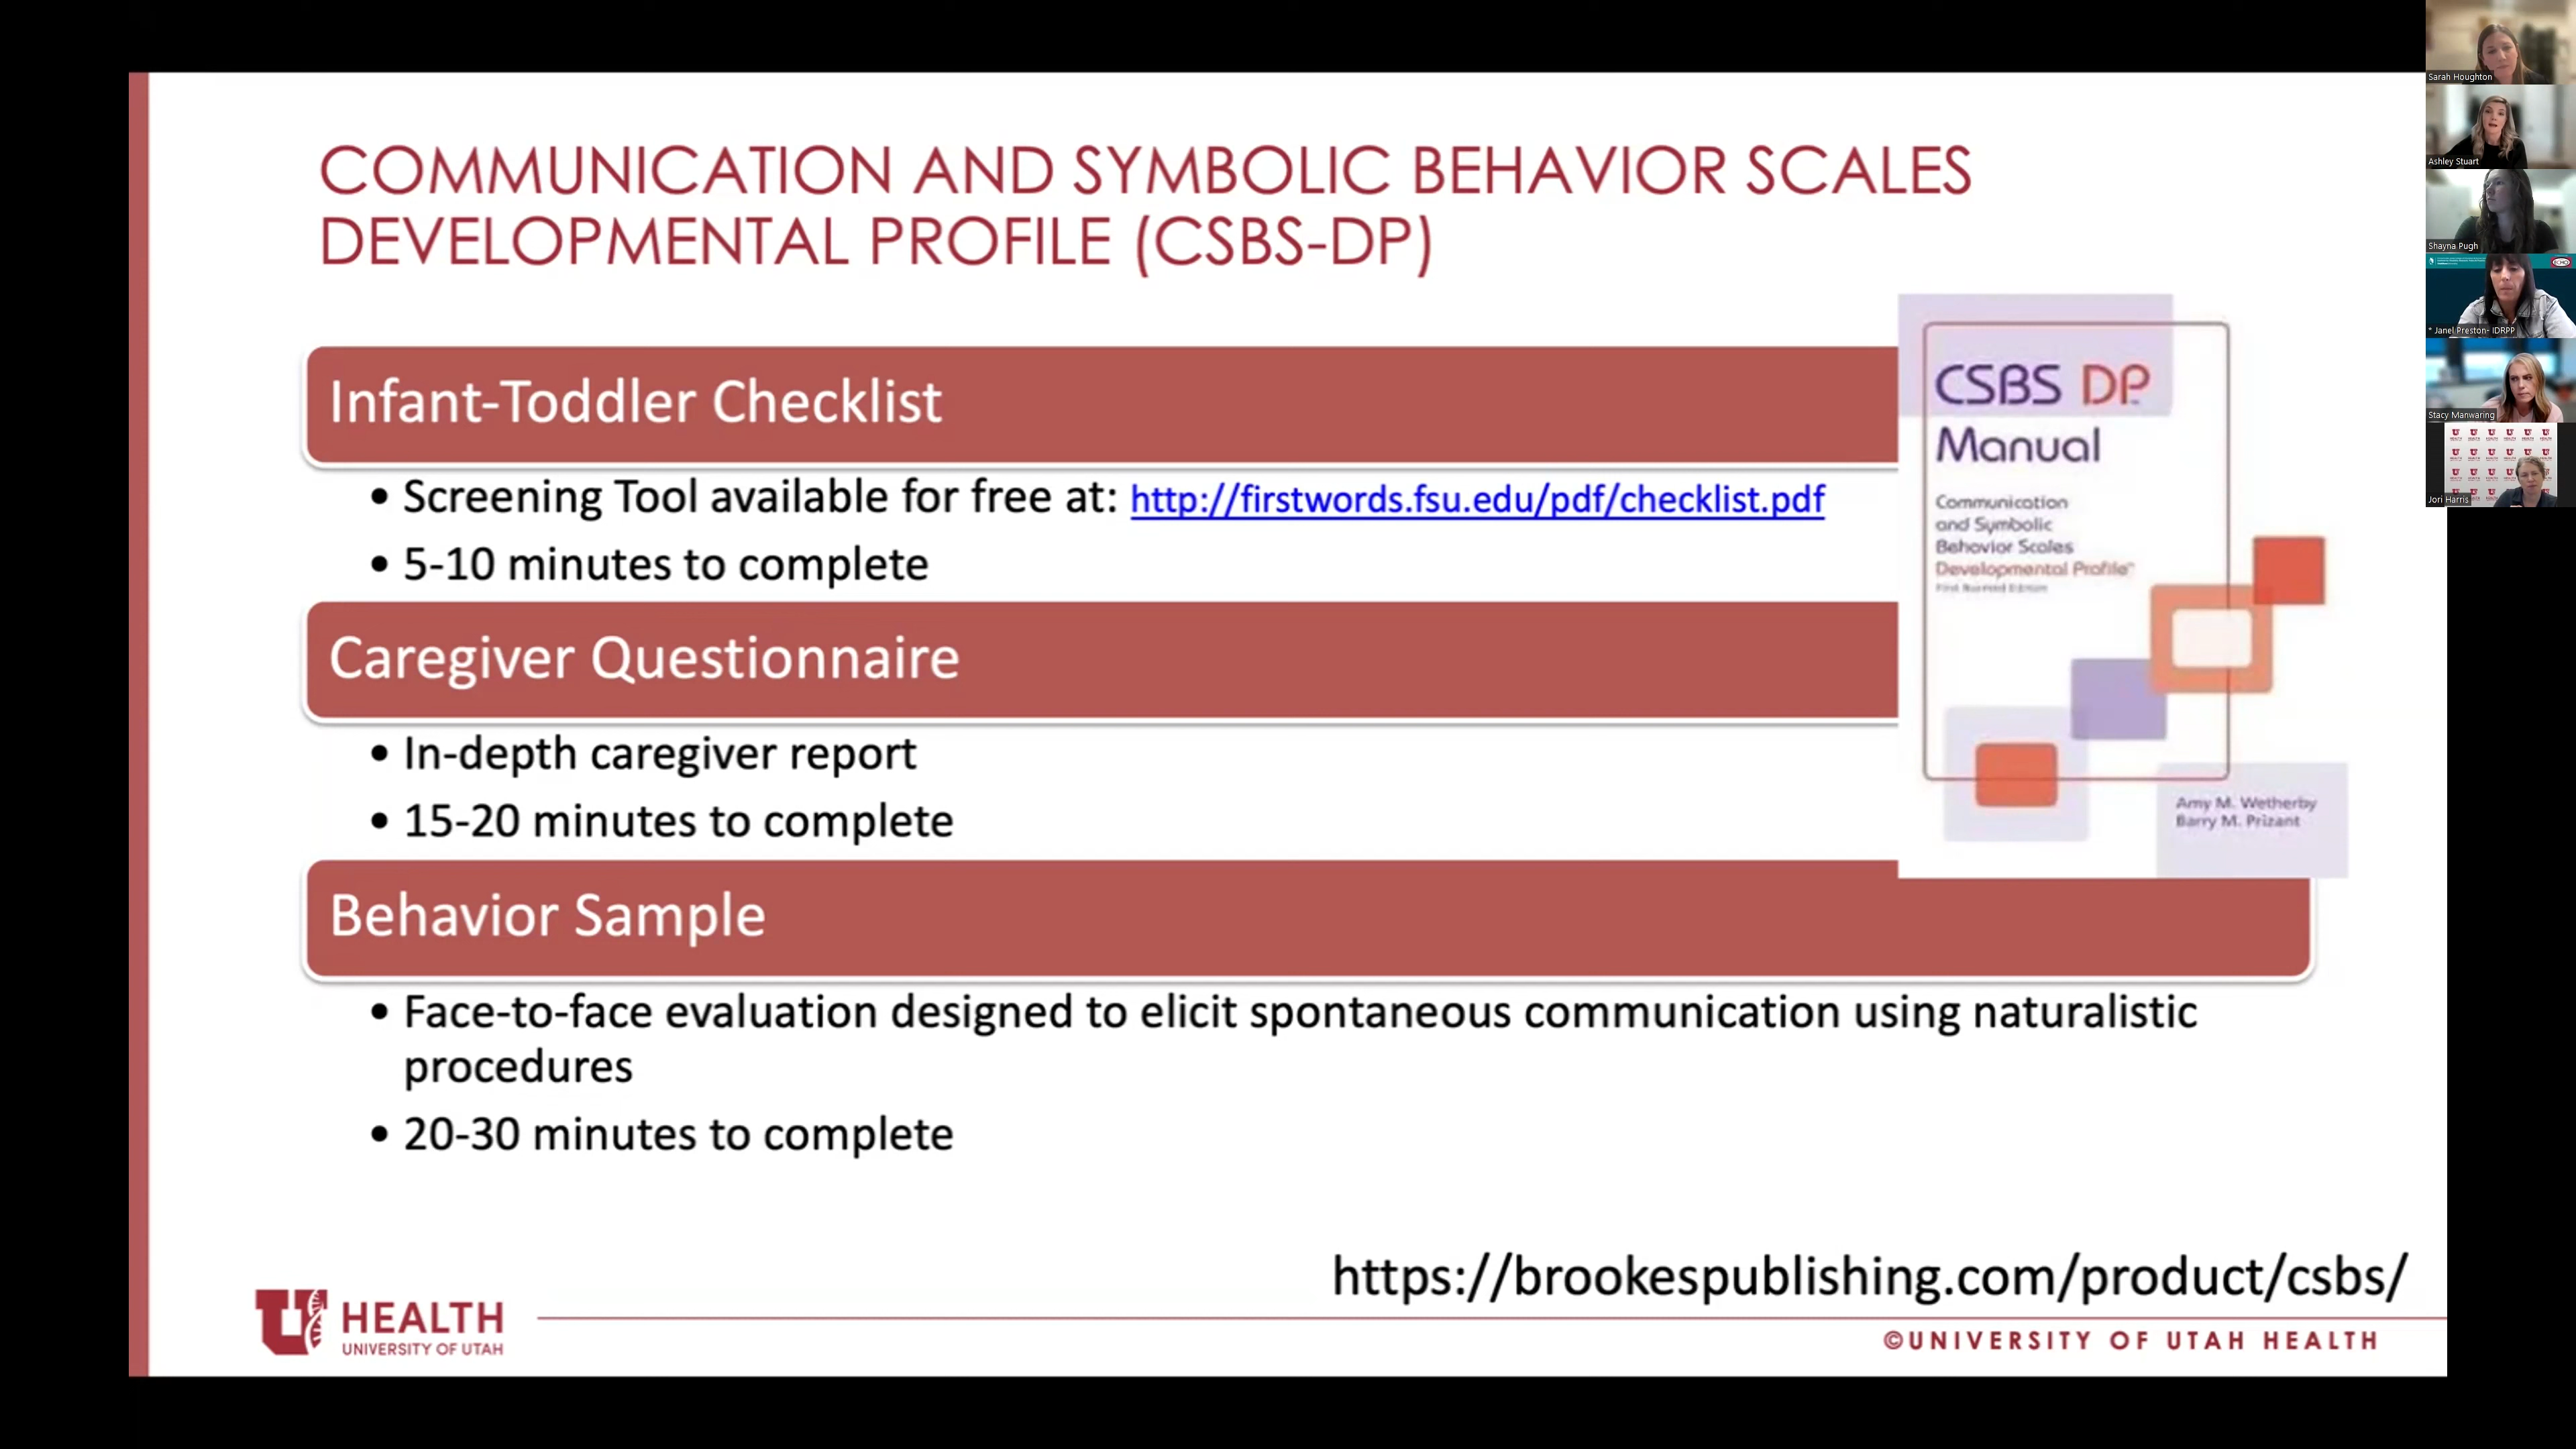 COMMUNICATION AND SYMBOLIC BEHAVIOR SCALES
DEVELOPMENTAL PROFILE (CSBS-DP)
Infant-Toddler Checklist
• Screening Tool available for free at: http://firstwords.fsu.edu/pdf/checklist.pdf
• 5-10 minutes to complete
Caregiver Questionnaire
• In-depth caregiver report
• 15-20 minutes to complete
Behavior Sample
• Face-to-face evaluation designed to elicit spontaneous communication using naturalistic
procedures
• 20-30 minutes to complete
CSBS DP
Manual
Communication
and Symbolic
Behavior Scales
Developmental Profile™
Amy M. Wetherby
Barry M. Prizant
https://brookespublishing.com/product/csbs/
U HEALTH
UNIVERSITY OF UTAH
©UNIVERSITY OF UTAH HEALTH
Sarah Houghton
Ashley Stuart
Shayna Pugh
* Janel Preston- IDRPP
Stacy Manwaring
Jori Harris